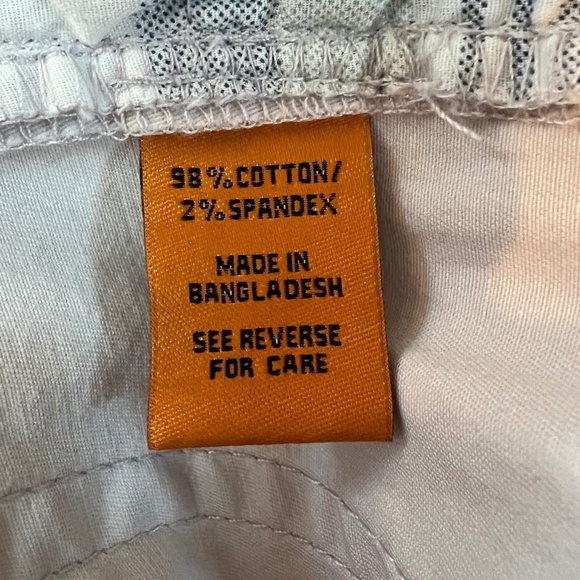 98% COTTON/
2% SPANDEX
MADE IN
BANGLADESH
SEE REVERSE
FOR CARE